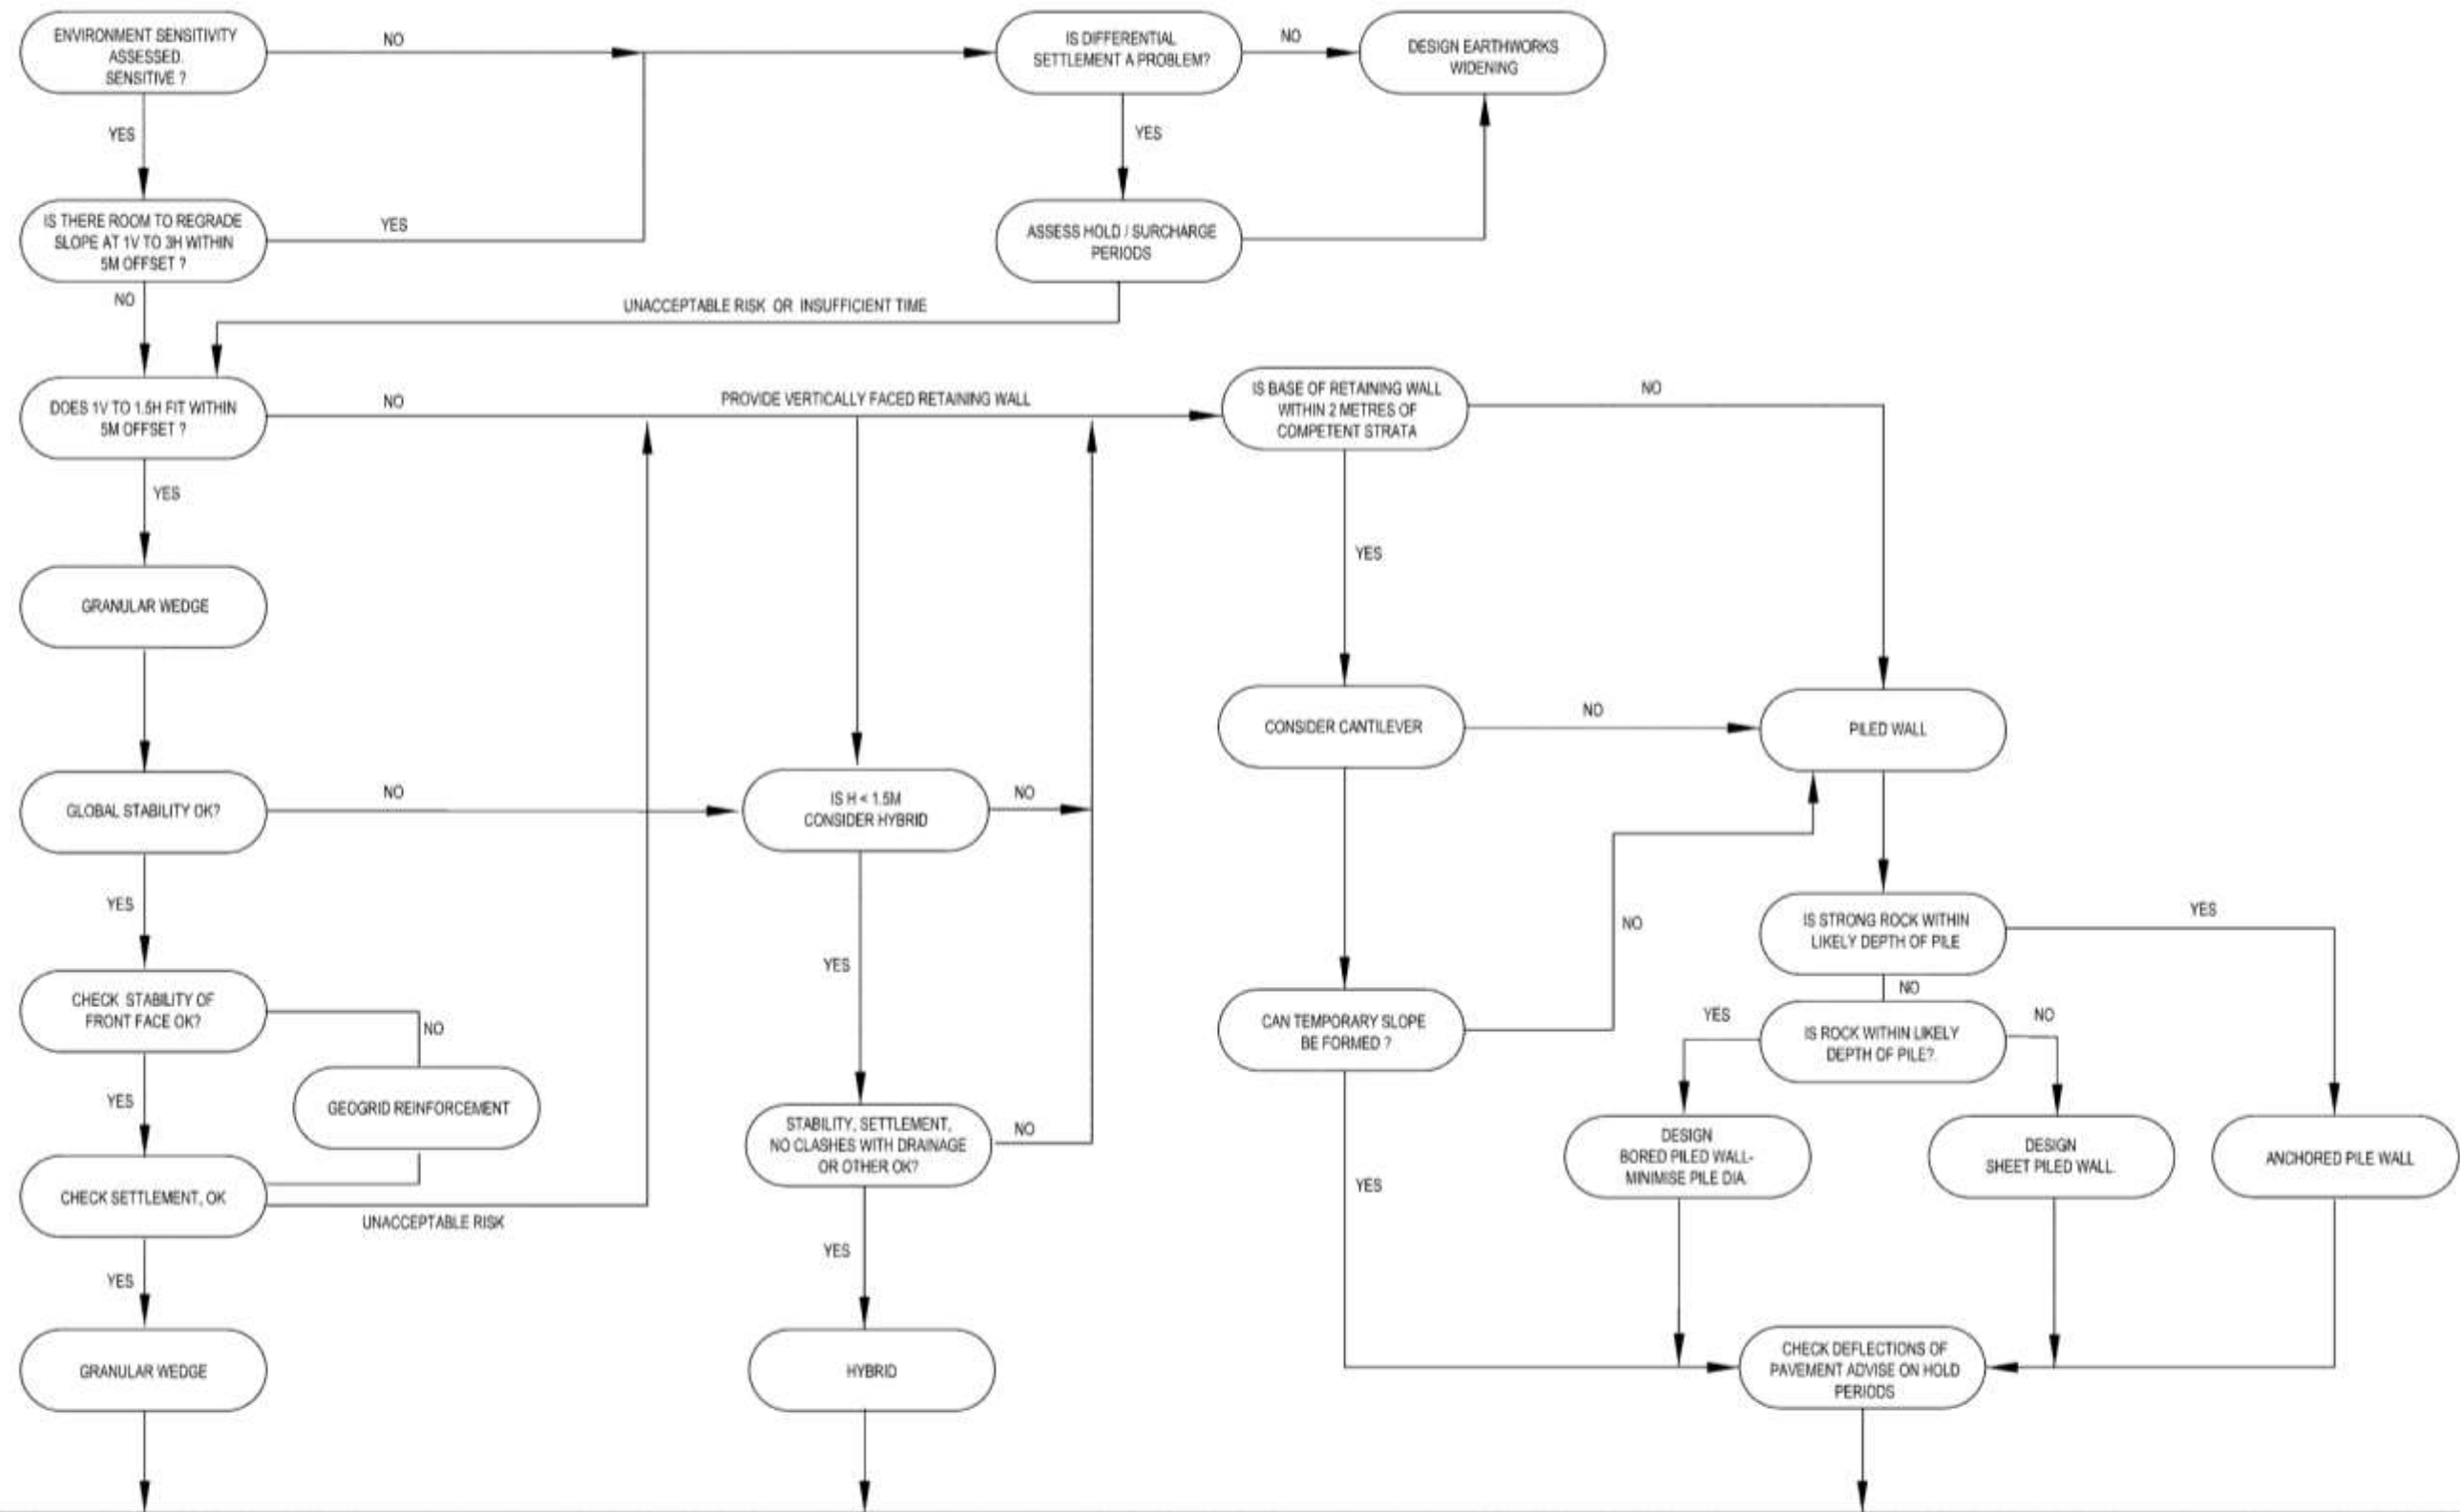 ENVIRONMENT SENSITIVITY
ASSESSED.
SENSITIVE ?
NO
IS DIFFERENTIAL
SETTLEMENT A PROBLEM?
NO
DESIGN EARTHWORKS
WIDENING
YES
YES
IS THERE ROOM TO REGRADE
SLOPE AT 1V TO 3H WITHIN
5M OFFSET ?
YES
ASSESS HOLD / SURCHARGE
PERIODS
NO
UNACCEPTABLE RISK OR INSUFFICIENT TIME
DOES 1V TO 1.5H FIT WITHIN
5M OFFSET ?
NO
PROVIDE VERTICALLY FACED RETAINING WALL
IS BASE OF RETAINING WALL
WITHIN 2 METRES OF
COMPETENT STRATA
NO
YES
YES
GRANULAR WEDGE
CONSIDER CANTILEVER
NO
PILED WALL
GLOBAL STABILITY OK?
NO
IS H < 1.5M
CONSIDER HYBRID
NO
YES
YES
NO
IS STRONG ROCK WITHIN
LIKELY DEPTH OF PILE
YES
NO
CHECK STABILITY OF
FRONT FACE OK?
NO
CAN TEMPORARY SLOPE
BE FORMED ?
YES
IS ROCK WITHIN LIKELY
DEPTH OF PILE?
NO
YES
GEOGRID REINFORCEMENT
STABILITY, SETTLEMENT,
NO CLASHES WITH DRAINAGE
OR OTHER OK?
NO
DESIGN
BORED PILED WALL-
MINIMISE PILE DIA.
DESIGN
SHEET PILED WALL.
ANCHORED PILE WALL
CHECK SETTLEMENT, OK
UNACCEPTABLE RISK
YES
YES
YES
GRANULAR WEDGE
HYBRID
CHECK DEFLECTIONS OF
PAVEMENT ADVISE ON HOLD
PERIODS